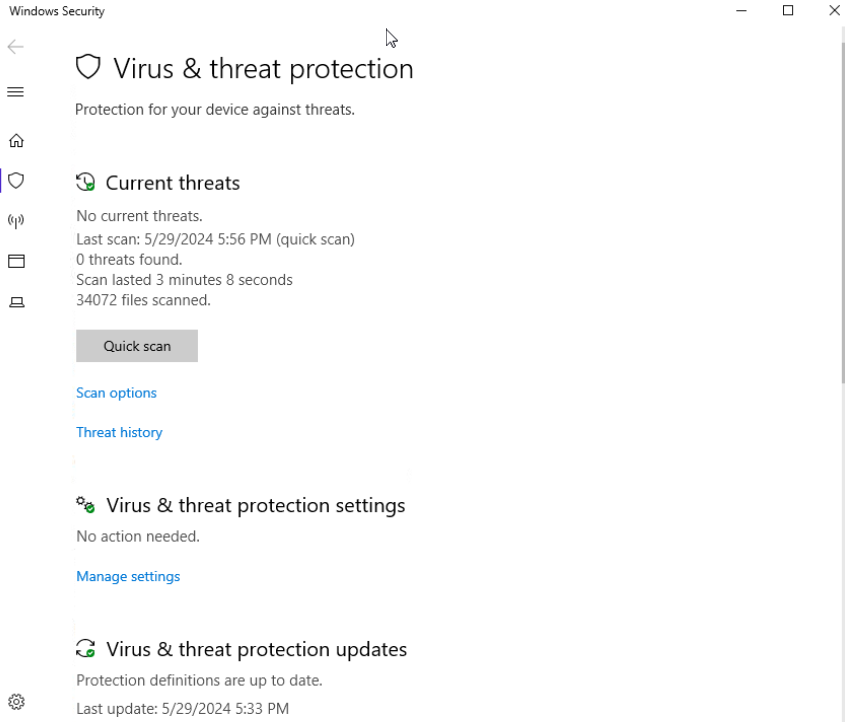 Windows Security
Virus & threat protection
Protection for your device against threats.
Current threats
No current threats.
Last scan: 5/29/2024 5:56 PM (quick scan)
0 threats found.
Scan lasted 3 minutes 8 seconds
34072 files scanned.
Quick scan
Scan options
Threat history
Virus & threat protection settings
No action needed.
Manage settings
Virus & threat protection updates
Protection definitions are up to date.
Last update: 5/29/2024 5:33 PM